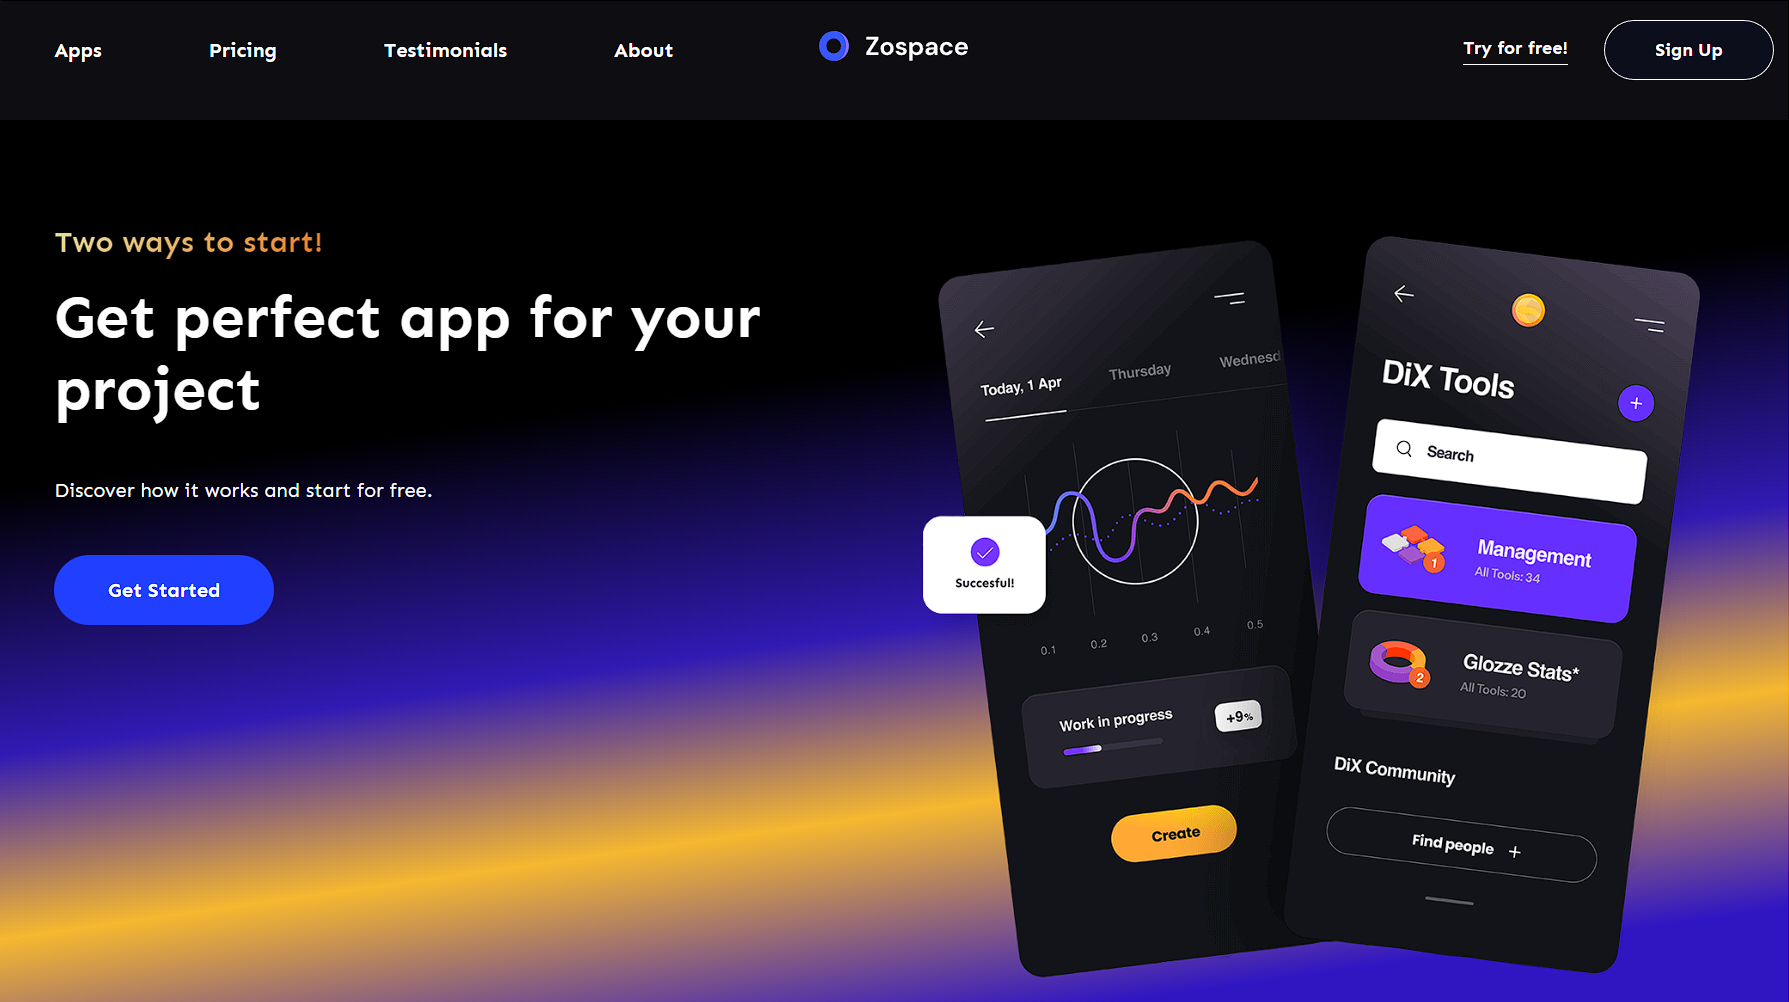 Apps
Pricing
Testimonials
About
Zospace
Try for free!
Sign Up
Two ways to start!
Get perfect app for your
project
Discover how it works and start for free.
Get Started
Today, 1 Apr
Thursday
Wednesd
Succesful!
0.1
0.2
0.3
0.4
0.5
Work in progress
+9%
Create
DiX Tools
+
Search
Management
All Tools: 34
1
Glozze Stats*
All Tools: 20
2
DiX Community
Find people +